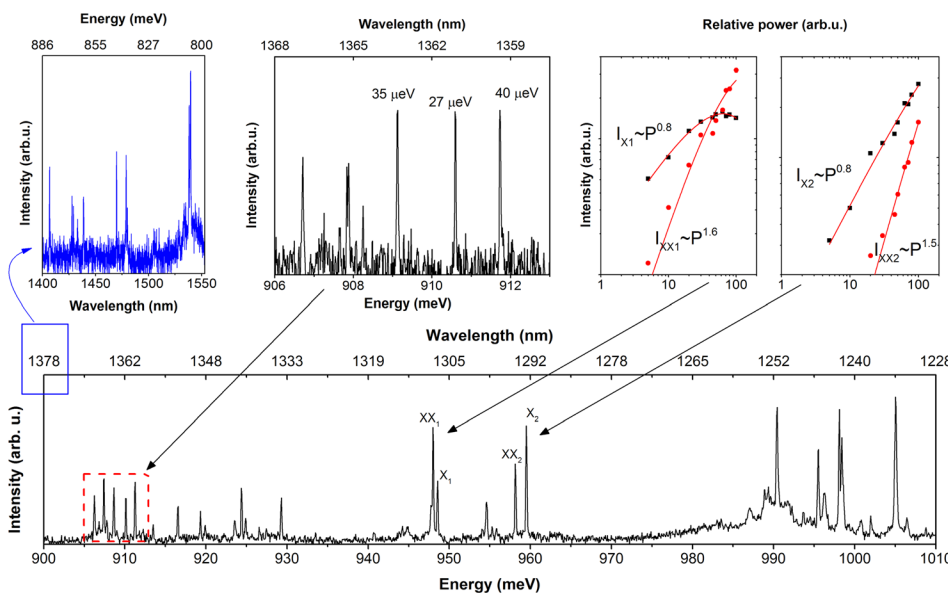 Energy (meV)
886 855 827 800
Intensity (arb.u.)
1400 1450 1500 1550
Wavelength (nm)
Wavelength (nm)
1368 1365 1362 1359
Intensity (arb.u.)
35 μeV
27 μeV
40 μeV
906 908 910 912
Energy (meV)
Relative power (arb.u.)
Intensity (arb.u.)
I_X1~P^0.8
I_XX1~P^1.6
1 10 100
I_X2~P^0.8
I_XX2~P^1.5
1 10 100
Wavelength (nm)
1378 1362 1348 1333 1319 1305 1292 1278 1265 1252 1240 1228
Intensity (arb. u.)
XX₁
X₁
XX₂
X₂
900 910 920 930 940 950 960 970 980 990 1000 1010
Energy (meV)